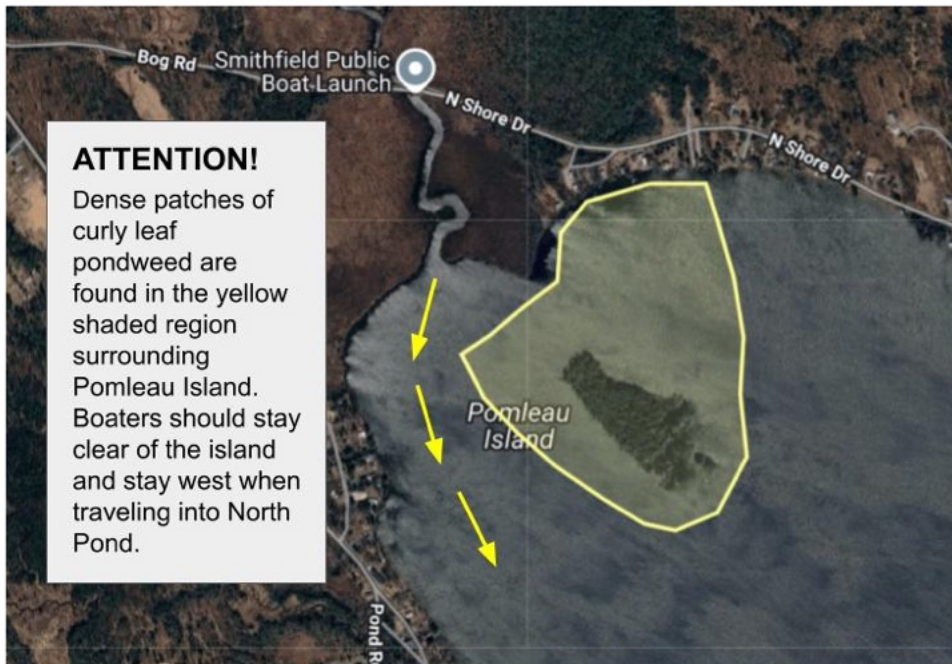 Bog Rd
Smithfield Public
Boat Launch
N Shore Dr
N Shore Dr
ATTENTION!
Dense patches of
curly leaf
pondweed are
found in the yellow
shaded region
surrounding
Pomleau Island.
Boaters should stay
clear of the island
and stay west when
traveling into North
Pond.
Pomleau
Island
Pond R